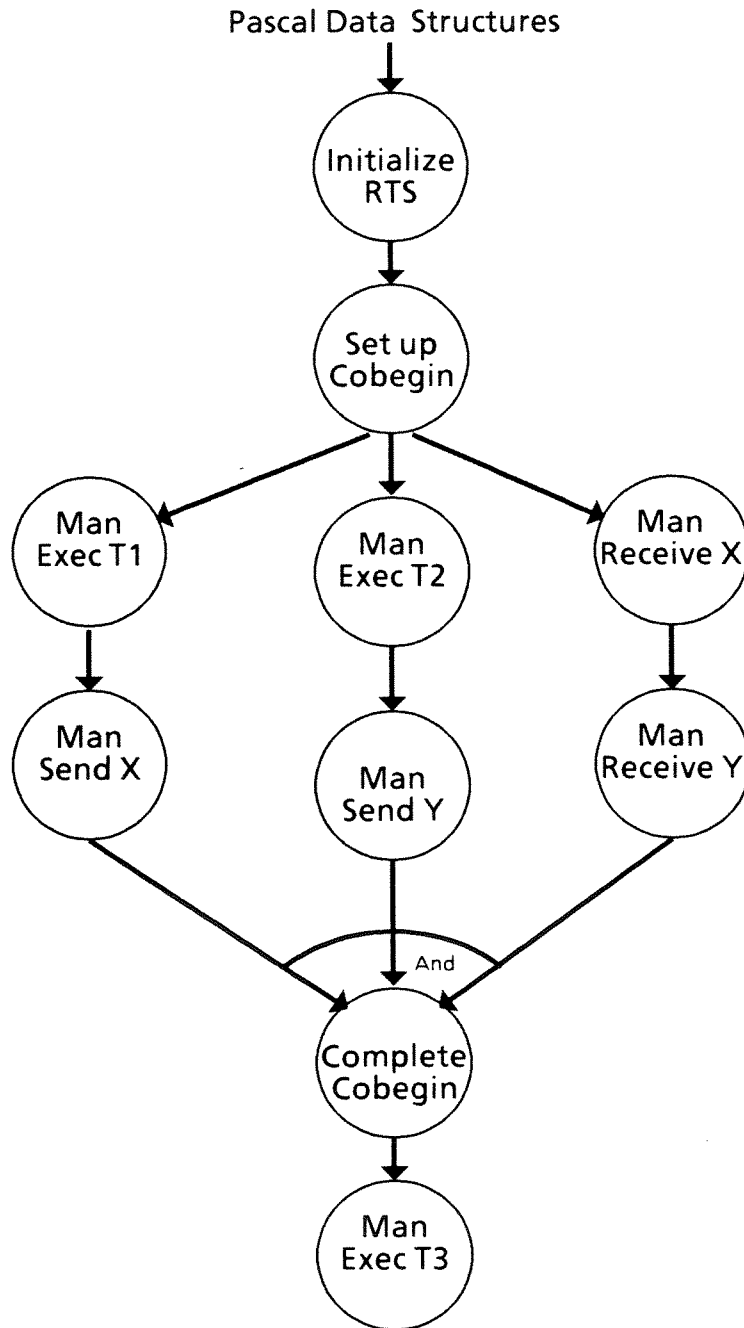 Pascal Data Structures
Initialize
RTS
Set up
Cobegin
Man
Exec T1
Man
Exec T2
Man
Receive X
Man
Send X
Man
Send Y
Man
Receive Y
And
Complete
Cobegin
Man
Exec T3